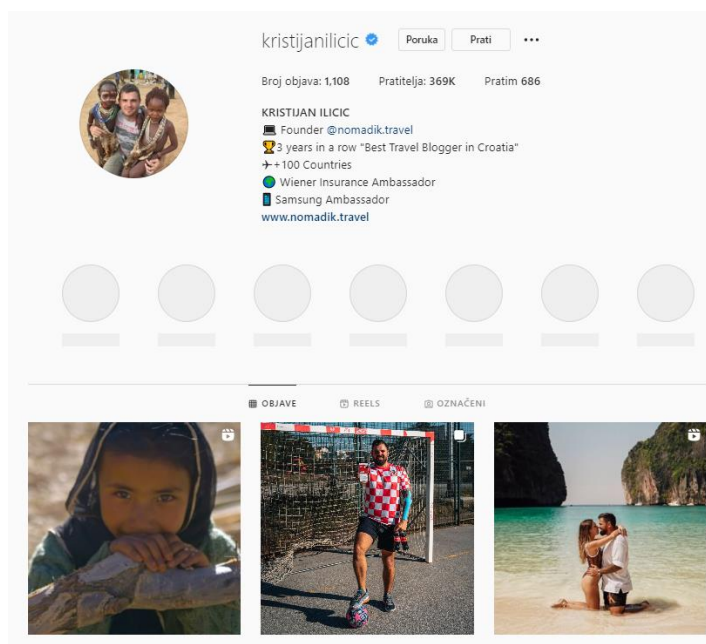 kristijanilicic Poruka Prati
Broj objava: 1,108 Pratitelja: 369K Pratim 686
KRISTIJAN ILICIC
Founder @nomadik.travel
3 years in a row "Best Travel Blogger in Croatia"
+100 Countries
Wiener Insurance Ambassador
Samsung Ambassador
www.nomadik.travel
OBJAVE REELS OZNAČENI